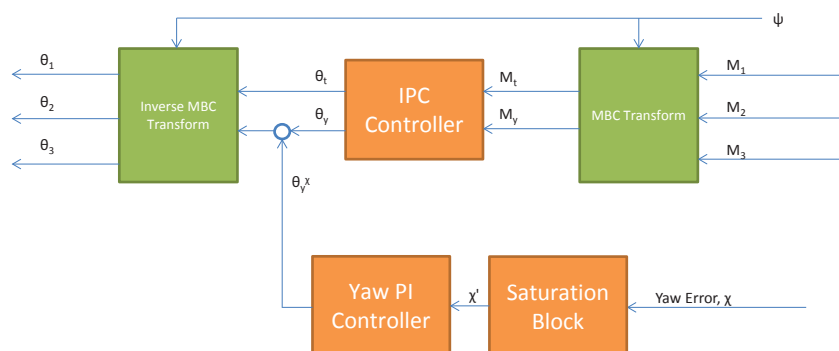 ψ
θ1
θ2
θ3
Inverse MBC
Transform
θt
θy
IPC
Controller
Mt
My
MBC Transform
M1
M2
M3
θy^χ
Yaw PI
Controller
χ'
Saturation
Block
Yaw Error, χ